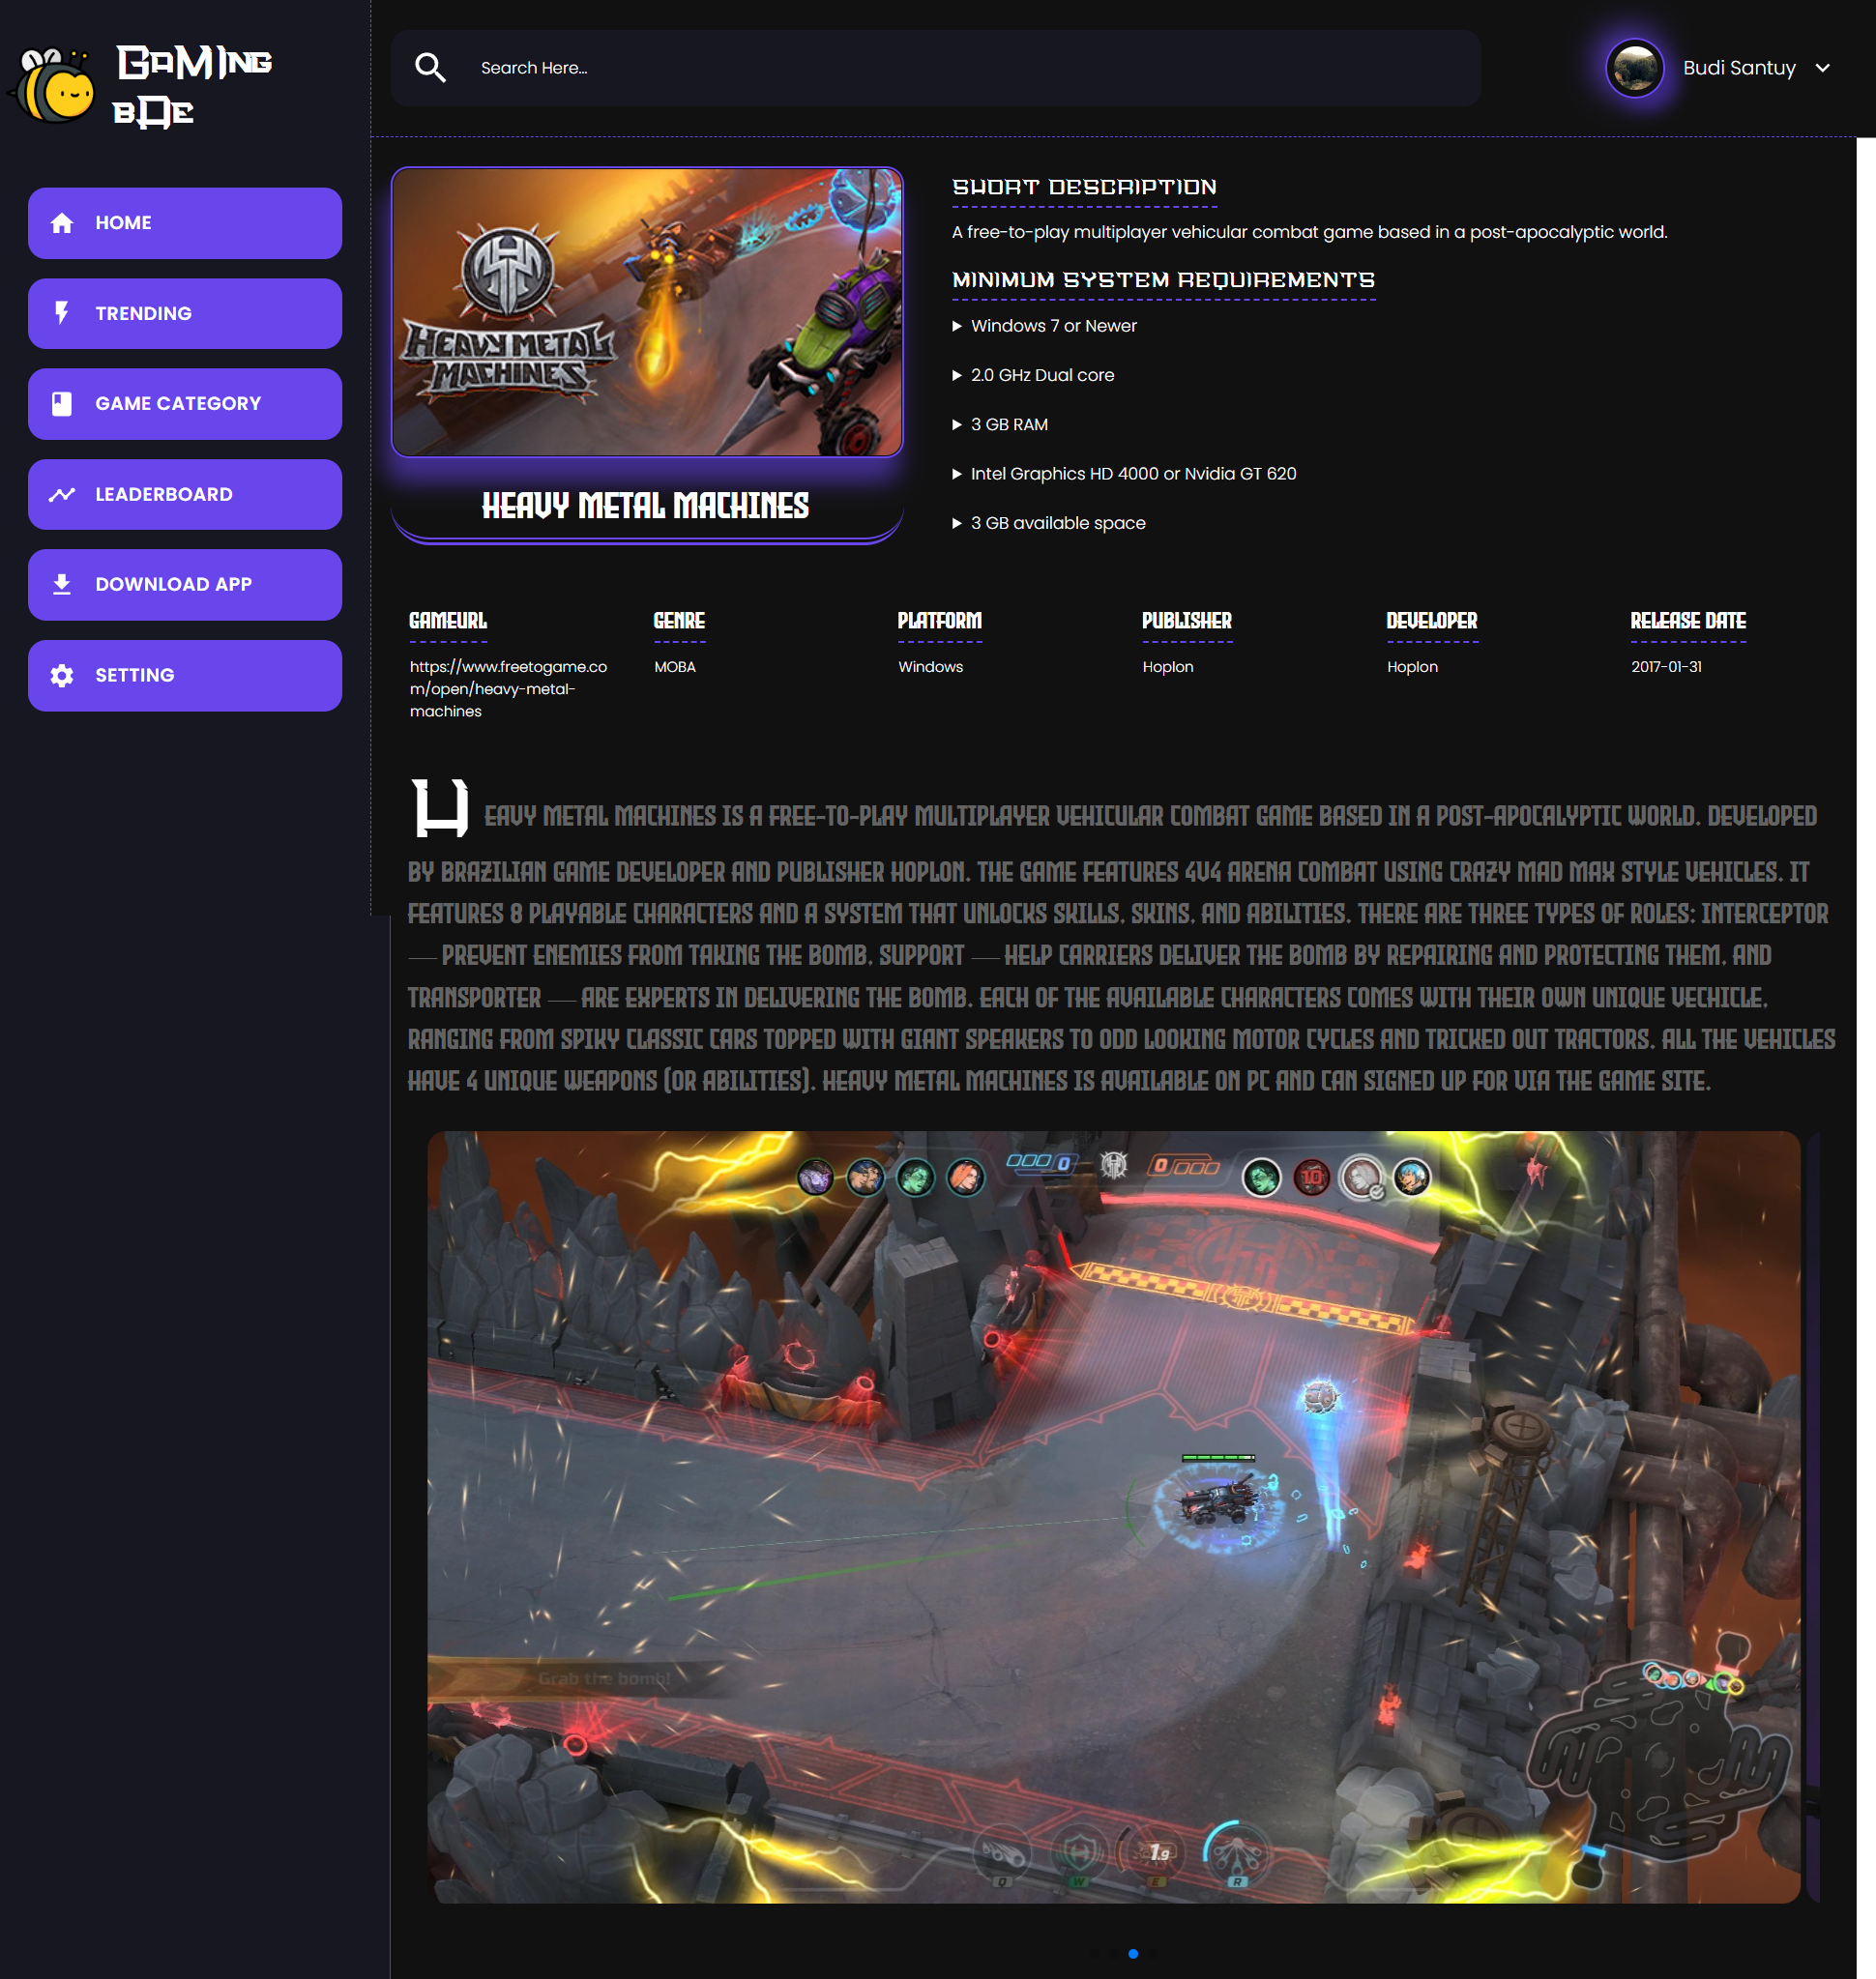 GaMIng
bee
Search Here...
Budi Santuy
HOME
TRENDING
GAME CATEGORY
LEADERBOARD
DOWNLOAD APP
SETTING
HEAVY METAL
MACHINES
HEAVY METAL MACHINES
SHORT DESCRIPTION
A free-to-play multiplayer vehicular combat game based in a post-apocalyptic world.
MINIMUM SYSTEM REQUIREMENTS
Windows 7 or Newer
2.0 GHz Dual core
3 GB RAM
Intel Graphics HD 4000 or Nvidia GT 620
3 GB available space
GAMEURL
https://www.freetogame.co
m/open/heavy-metal-
machines
GENRE
MOBA
PLATFORM
Windows
PUBLISHER
Hoplon
DEVELOPER
Hoplon
RELEASE DATE
2017-01-31
HEAVY METAL MACHINES IS A FREE-TO-PLAY MULTIPLAYER VEHICULAR COMBAT GAME BASED IN A POST-APOCALYPTIC WORLD. DEVELOPED
BY BRAZILIAN GAME DEVELOPER AND PUBLISHER HOPLON. THE GAME FEATURES 4V4 ARENA COMBAT USING CRAZY MAD MAX STYLE VEHICLES. IT
FEATURES 8 PLAYABLE CHARACTERS AND A SYSTEM THAT UNLOCKS SKILLS, SKINS, AND ABILITIES. THERE ARE THREE TYPES OF ROLES: INTERCEPTOR
— PREVENT ENEMIES FROM TAKING THE BOMB, SUPPORT — HELP CARRIERS DELIVER THE BOMB BY REPAIRING AND PROTECTING THEM, AND
TRANSPORTER — ARE EXPERTS IN DELIVERING THE BOMB. EACH OF THE AVAILABLE CHARACTERS COMES WITH THEIR OWN UNIQUE VECHICLE,
RANGING FROM SPIKY CLASSIC CARS TOPPED WITH GIANT SPEAKERS TO ODD LOOKING MOTOR CYCLES AND TRICKED OUT TRACTORS. ALL THE VEHICLES
HAVE 4 UNIQUE WEAPONS (OR ABILITIES). HEAVY METAL MACHINES IS AVAILABLE ON PC AND CAN SIGNED UP FOR VIA THE GAME SITE.
0
0
10
Grab the bomb!
1.9
Q
W
E
R